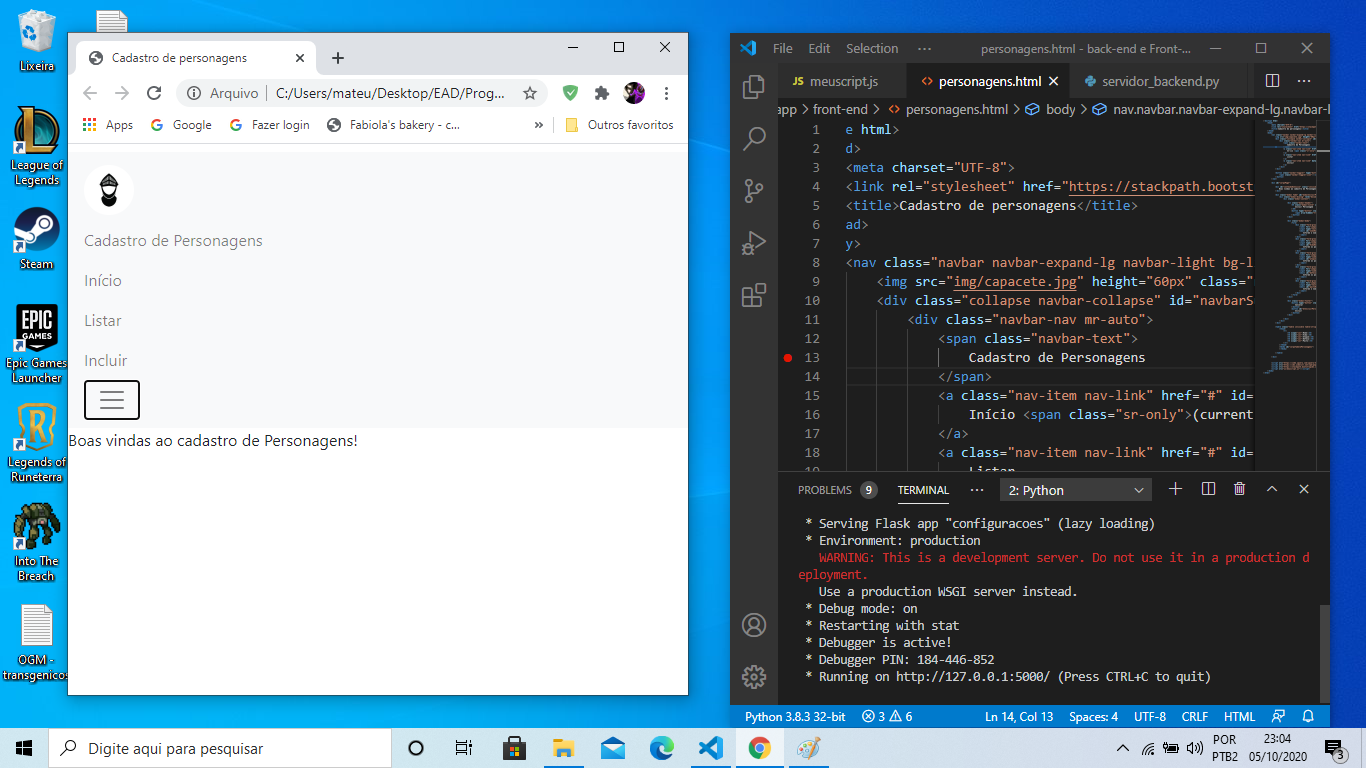 Lixeira
League of
Legends
Steam
Epic Games
Launcher
Legends of
Runeterra
Into The
Breach
OGM -
transgenicos
Cadastro de personagens
Arquivo
C:/Users/mateu/Desktop/EAD/Prog...
Apps
Google
Fazer login
Fabiola's bakery - c...
»
Outros favoritos
Cadastro de Personagens
Início
Listar
Incluir
Boas vindas ao cadastro de Personagens!
File Edit Selection ··· personagens.html - back-end e Front-...
JS meuscript.js
<> personagens.html
servidor_backend.py
app > front-end > <> personagens.html > body > nav.navbar.navbar-expand-lg.navbar-l
1 e html>
2 d>
3 <meta charset="UTF-8">
4 <link rel="stylesheet" href="https://stackpath.bootst
5 <title>Cadastro de personagens</title>
6 ad>
7 y>
8 <nav class="navbar navbar-expand-lg navbar-light bg-l
9 <img src="img/capacete.jpg" height="60px" class="
10 <div class="collapse navbar-collapse" id="navbarS
11 <div class="navbar-nav mr-auto">
12 <span class="navbar-text">
13 Cadastro de Personagens
14 </span>
15 <a class="nav-item nav-link" href="#" id=
16 Início <span class="sr-only">(current
17 </a>
18 <a class="nav-item nav-link" href="#" id=
19 Listar
PROBLEMS 9 TERMINAL ··· 2: Python
* Serving Flask app "configuracoes" (lazy loading)
* Environment: production
WARNING: This is a development server. Do not use it in a production d
eployment.
Use a production WSGI server instead.
* Debug mode: on
* Restarting with stat
* Debugger is active!
* Debugger PIN: 184-446-852
* Running on http://127.0.0.1:5000/ (Press CTRL+C to quit)
Python 3.8.3 32-bit 3 6 Ln 14, Col 13 Spaces: 4 UTF-8 CRLF HTML
Digite aqui para pesquisar
POR
PTB2
23:04
05/10/2020
3